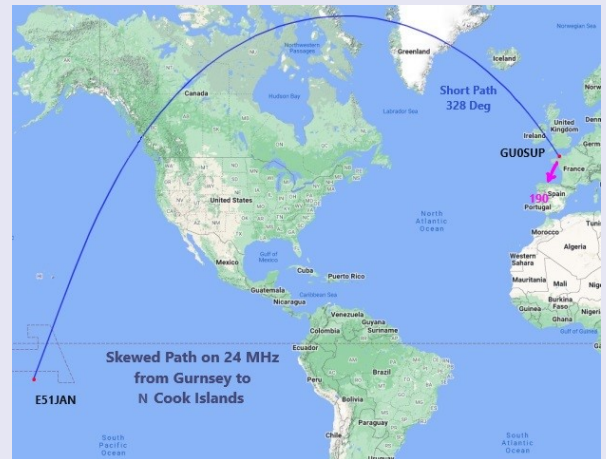 Norwegian Sea
Greenland
Iceland
Northwestern
Passages
Norw
Canada
Hudson Bay
Labrador Sea
Short Path
328 Deg
United
Kingdom
Ireland
GU0SUP
France
190
Spain
Portugal
United States
North
Atlantic
Ocean
Morocco
Algeria
Western
Sahara
Gulf of
Mexico
Mexico
Cuba
Puerto Rico
Mauritania
Mali
Guatemala
Caribbean Sea
Nicaragua
Burkina
Faso
Guinea
Ghana
Venezuela
Guyana
Colombia
Suriname
Gulf of Guinea
Ecuador
Skewed Path on 24 MHz
from Gurnsey to
N Cook Islands
E51JAN
Peru
Brazil
Bolivia
Paraguay
Chile
South
Pacific
Ocean
South
Atlantic
Ocean